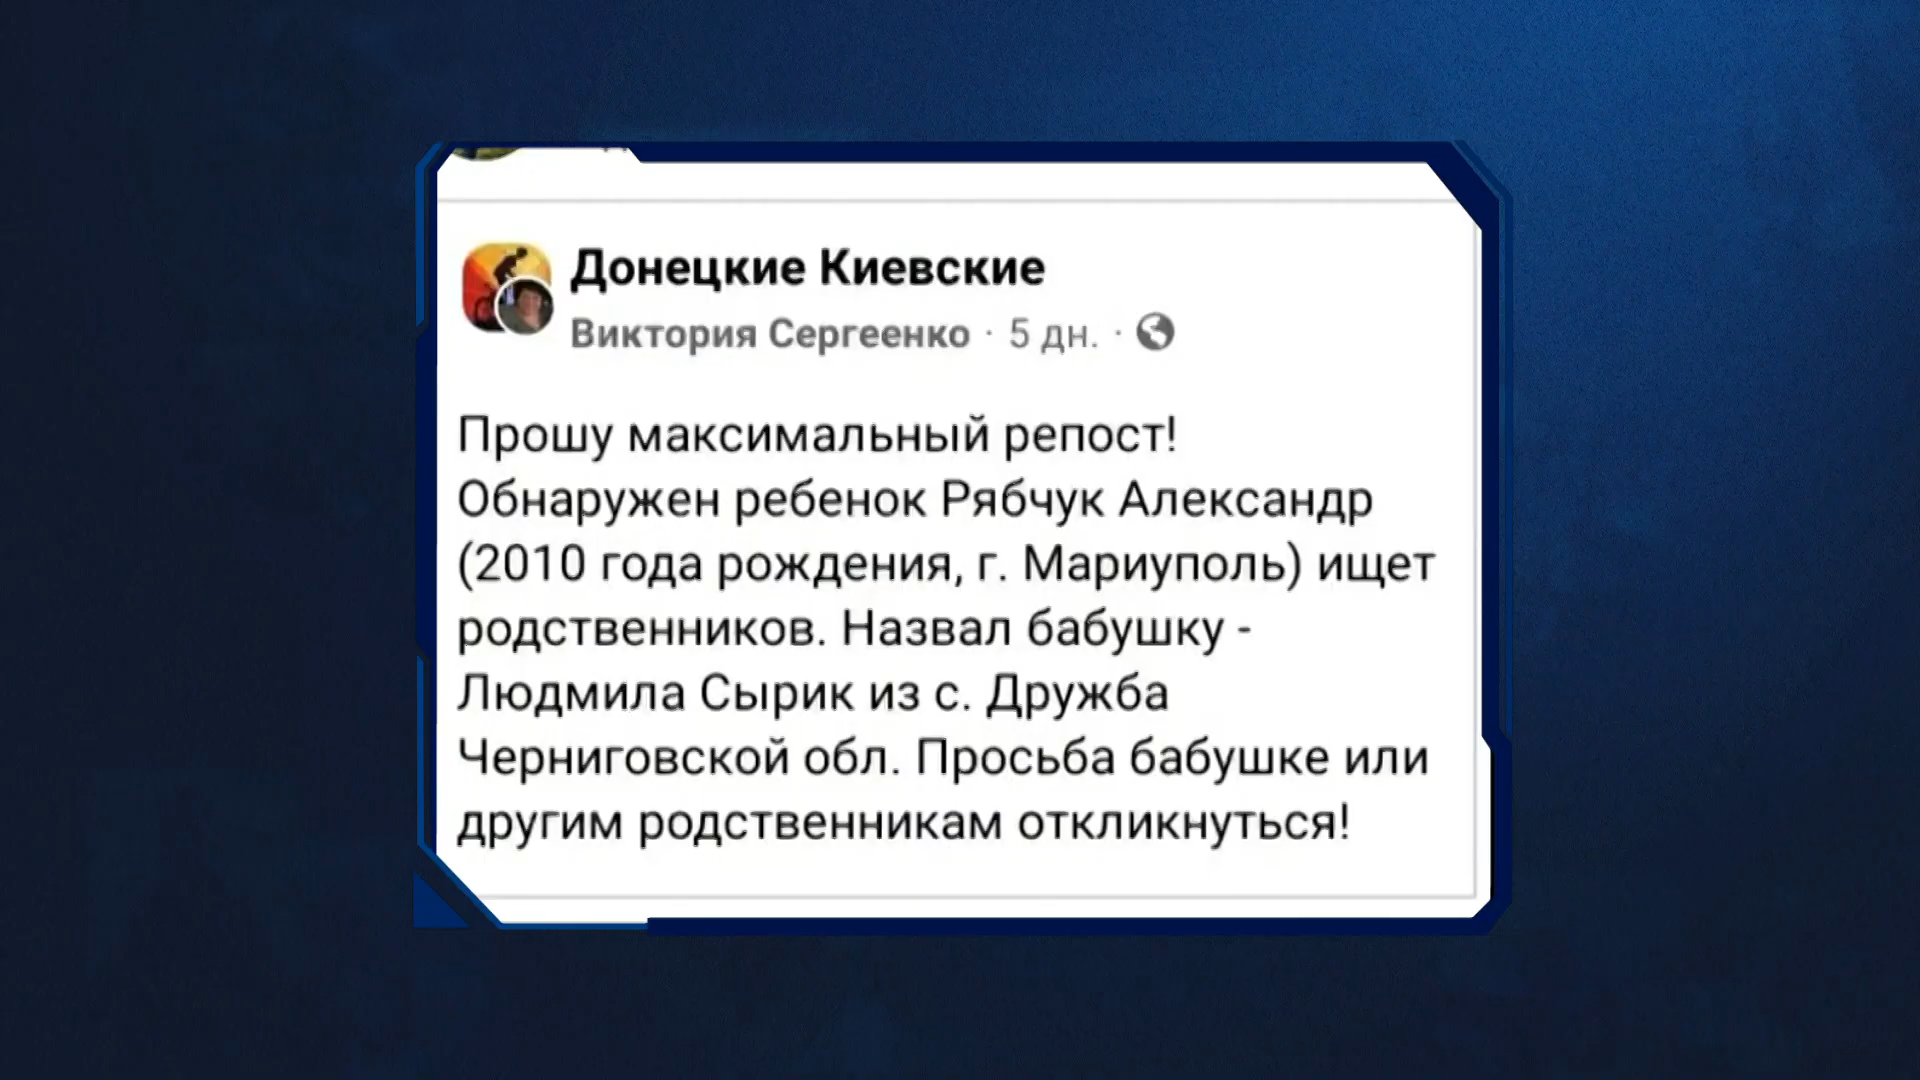 Донецкие Киевские
Виктория Сергеенко · 5 дн. ·
Прошу максимальный репост!
Обнаружен ребенок Рябчук Александр
(2010 года рождения, г. Мариуполь) ищет
родственников. Назвал бабушку -
Людмила Сырик из с. Дружба
Черниговской обл. Просьба бабушке или
другим родственникам откликнуться!